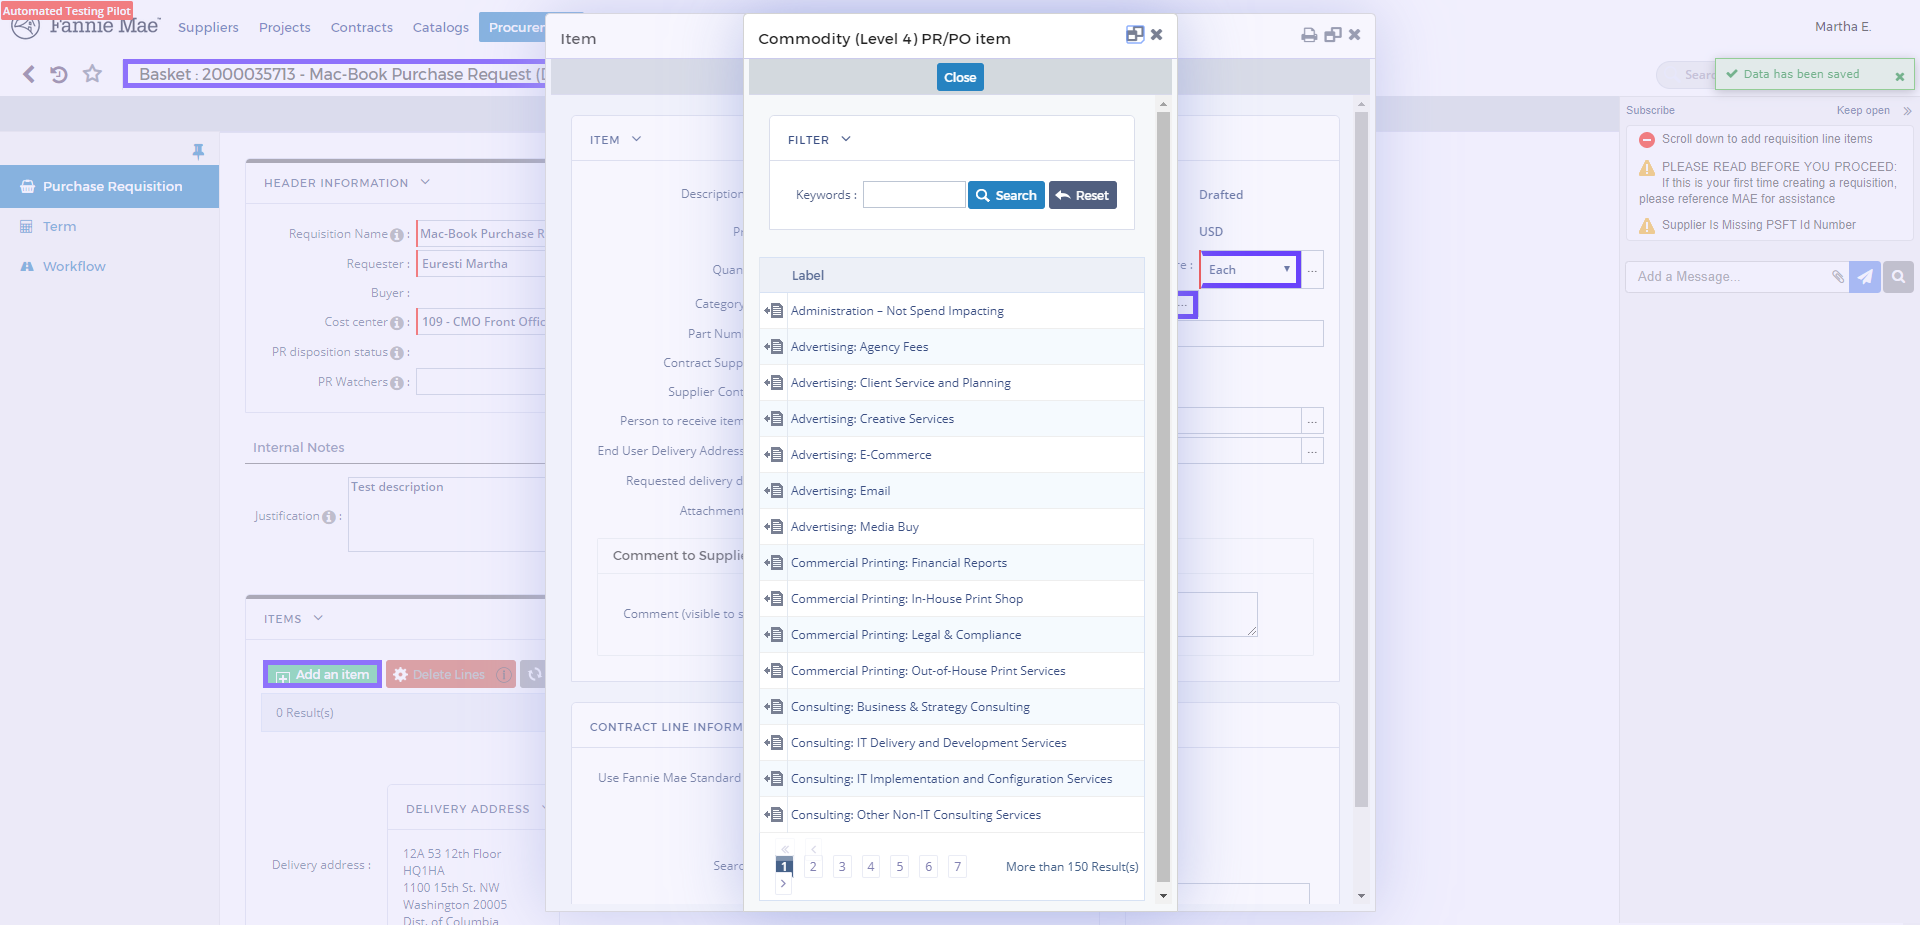 Automated Testing Pilot
Fannie Mae
Suppliers
Projects
Contracts
Catalogs
Martha E.
Basket : 2000035713 - Mac-Book Purchase Request (
Data has been saved
Subscribe
Keep open
Scroll down to add requisition line items
PLEASE READ BEFORE YOU PROCEED:
If this is your first time creating a requisition,
please reference MAE for assistance
Supplier Is Missing PSFT Id Number
Add a Message...
Purchase Requisition
Term
Workflow
HEADER INFORMATION
Requisition Name :
Mac-Book Purchase R
Requester :
Euresti Martha
Buyer :
Cost center :
109 - CMO Front Offic
PR disposition status :
PR Watchers :
Internal Notes
Justification :
Test description
ITEMS
Add an item
Delete Lines
0 Result(s)
DELIVERY ADDRESS
Delivery address :
12A 53 12th Floor
HQ1HA
1100 15th St. NW
Washington 20005
Dist. of Columbia
Item
ITEM
Description
Drafted
USD
Quan
re :
Each
...
Category
...
Part Num
Contract Supp
Supplier Cont
Person to receive item
...
End User Delivery Address
...
Requested delivery d
Attachment
Comment to Supplie
Comment (visible to s
CONTRACT LINE INFORM
Use Fannie Mae Standard
Searc
Commodity (Level 4) PR/PO item
Close
FILTER
Keywords :
Search
Reset
Label
Administration – Not Spend Impacting
Advertising: Agency Fees
Advertising: Client Service and Planning
Advertising: Creative Services
Advertising: E-Commerce
Advertising: Email
Advertising: Media Buy
Commercial Printing: Financial Reports
Commercial Printing: In-House Print Shop
Commercial Printing: Legal & Compliance
Commercial Printing: Out-of-House Print Services
Consulting: Business & Strategy Consulting
Consulting: IT Delivery and Development Services
Consulting: IT Implementation and Configuration Services
Consulting: Other Non-IT Consulting Services
1 2 3 4 5 6 7
More than 150 Result(s)